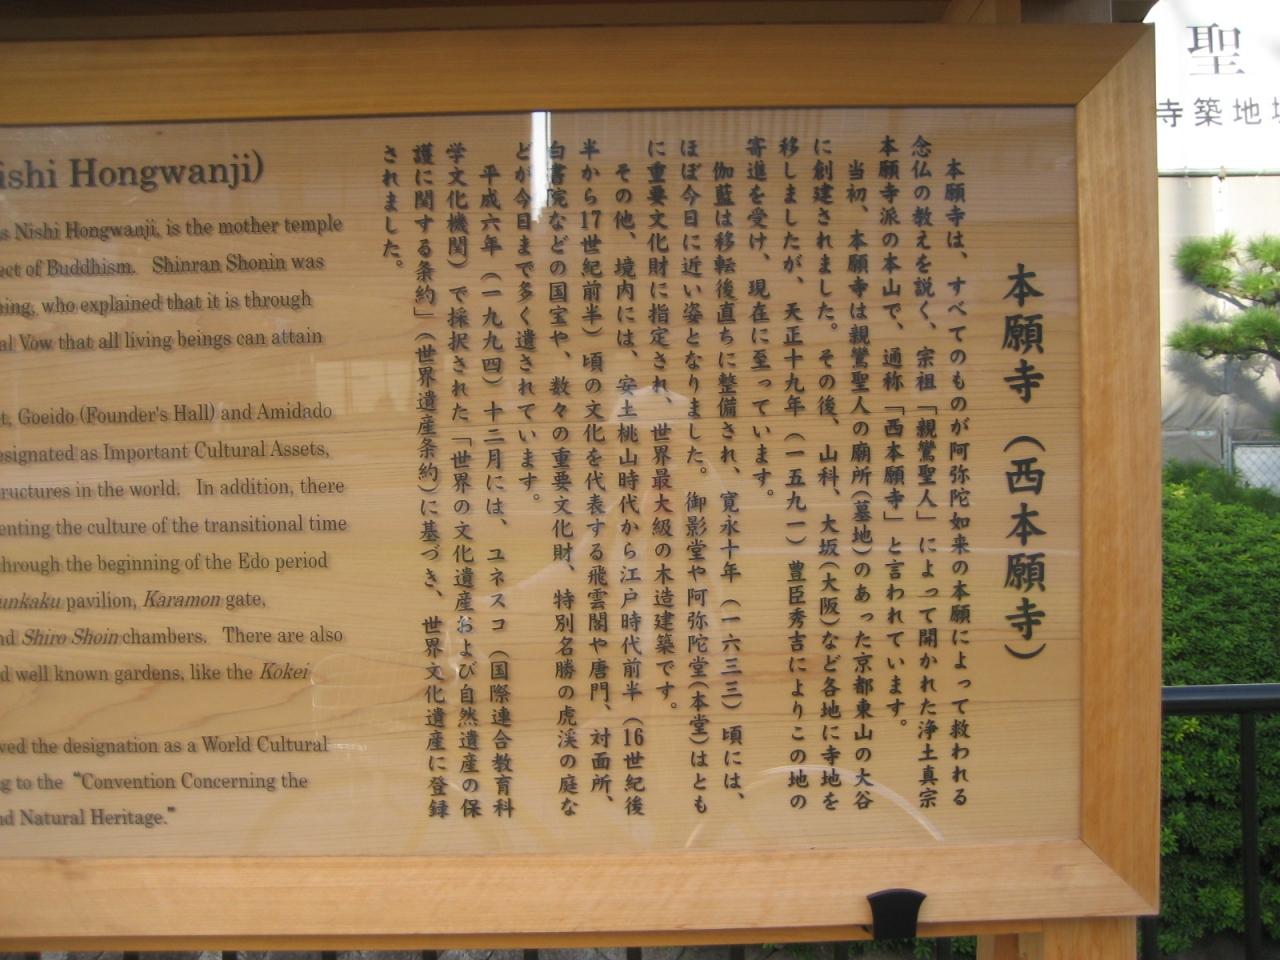 本願寺（西本願寺）
本願寺は、すべてのものが阿弥陀如来の本願によって救われる
念仏の教えを説く、宗祖「親鸞聖人」によって開かれた浄土真宗
本願寺派の本山で、通称「西本願寺」と言われています。
当初、本願寺は親鸞聖人の廟所(墓地)のあった京都東山の大谷
に創建されました。その後、山科、大坂(大阪)など各地に寺地を
移しましたが、天正十九年（一五九一）豊臣秀吉によりこの地の
寄進を受け、現在に至っています。
伽藍は移転後直ちに整備され、寛永十年（一六三三）頃には、
ほぼ今日に近い姿となりました。御影堂や阿弥陀堂(本堂)はとも
に重要文化財に指定され、世界最大級の木造建築です。
その他、境内には、安土桃山時代から江戸時代前半（16世紀後
半から17世紀前半）頃の文化を代表する飛雲閣や唐門、対面所、
白書院などの国宝や、数々の重要文化財、特別名勝の虎渓の庭な
どが今日まで多く遺されています。
平成六年（一九九四）十二月には、ユネスコ（国際連合教育科
学文化機関）で採択された「世界の文化遺産および自然遺産の保
護に関する条約」（世界遺産条約）に基づき、世界文化遺産に登録
されました。
ishi Hongwanji)
s Nishi Hongwanji, is the mother temple
ect of Buddhism. Shinran Shonin was
ning, who explained that it is through
al Vow that all living beings can attain
t, Goeido (Founder's Hall) and Amidado
esignated as Important Cultural Assets,
ructures in the world. In addition, there
enting the culture of the transitional time
through the beginning of the Edo period
unkaku pavilion, Karamon gate,
nd Shiro Shoin chambers. There are also
d well known gardens, like the Kokei
ved the designation as a World Cultural
g to the “Convention Concerning the
nd Natural Heritage.”
聖
寺築地